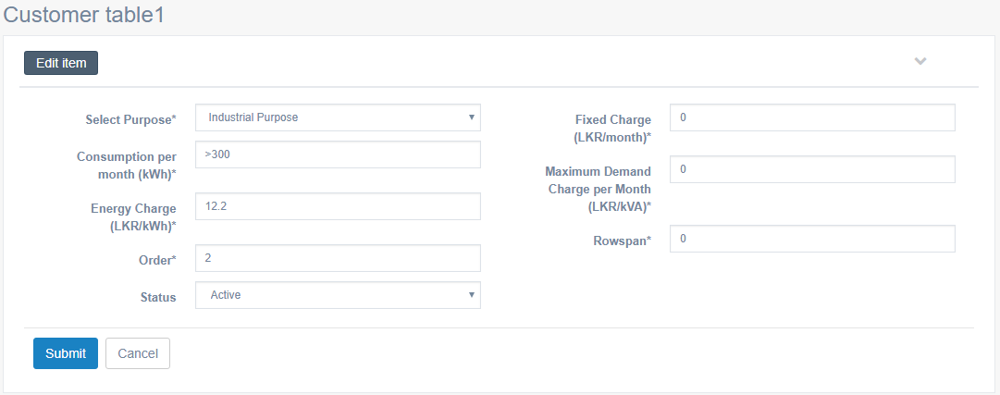 Customer table1
Edit item
Select Purpose*
Industrial Purpose
Consumption per
month (kWh)*
>300
Energy Charge
(LKR/kWh)*
12.2
Order*
2
Status
Active
Fixed Charge
(LKR/month)*
0
Maximum Demand
Charge per Month
(LKR/kVA)*
0
Rowspan*
0
Submit
Cancel